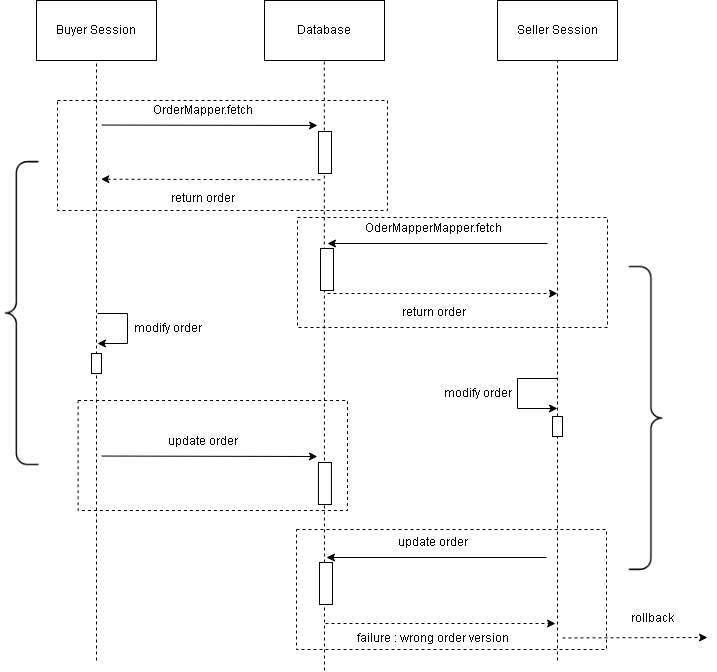 Buyer Session
Database
Seller Session
OrderMapper.fetch
return order
OderMapperMapper.fetch
return order
modify order
modify order
update order
update order
failure : wrong order version
rollback